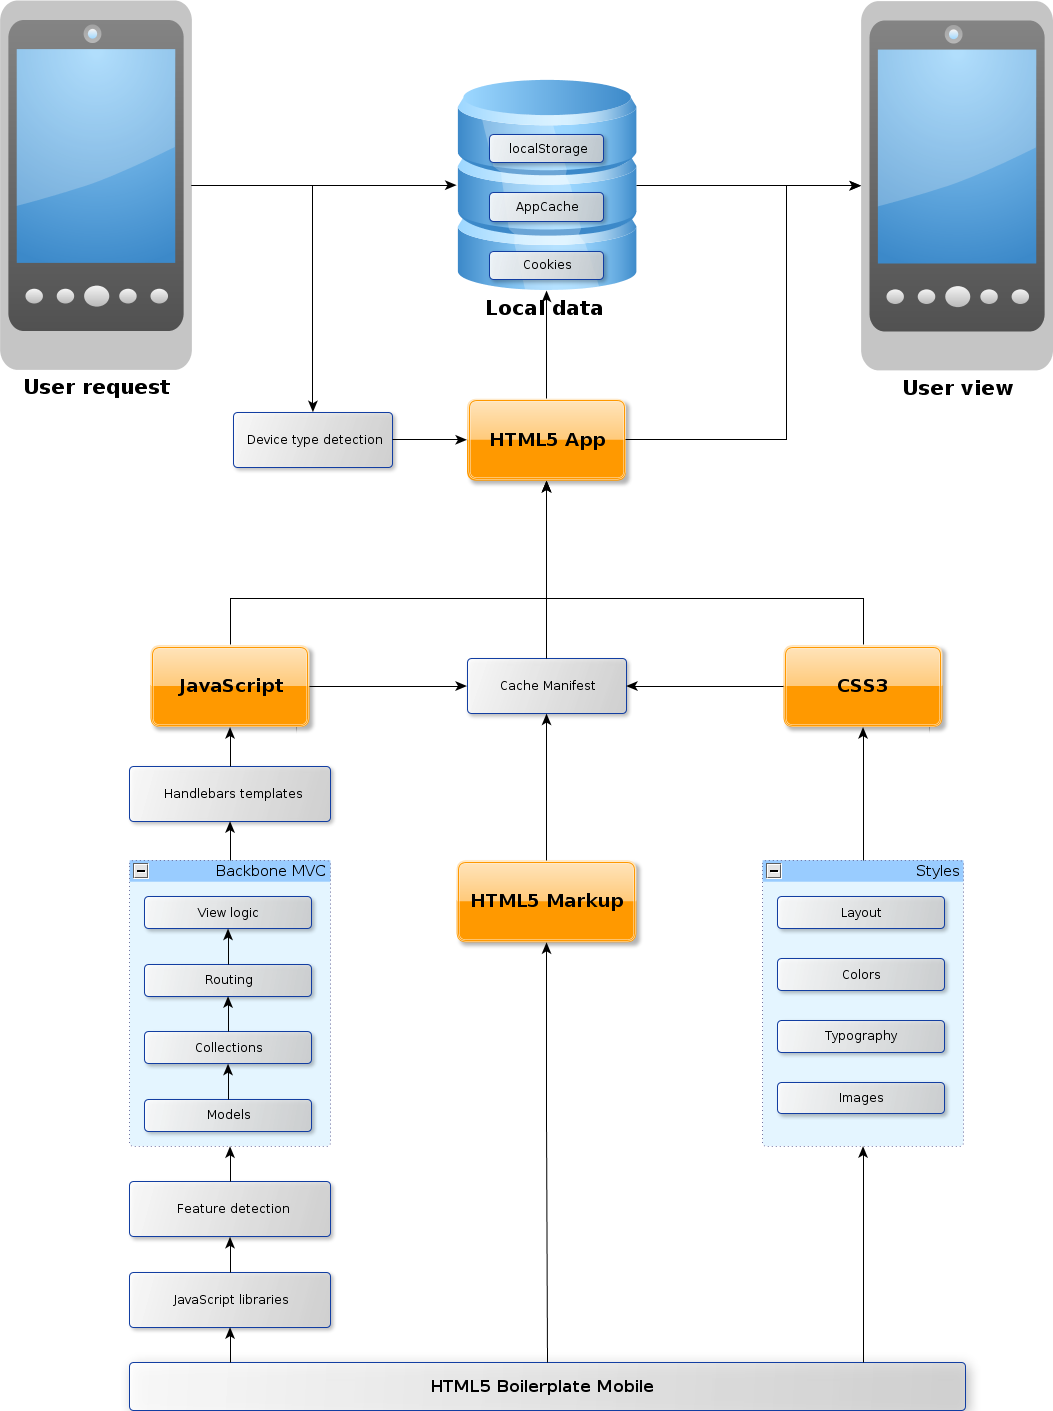 localStorage
AppCache
Cookies
Local data
User request
User view
Device type detection
HTML5 App
JavaScript
Cache Manifest
CSS3
Handlebars templates
Backbone MVC
View logic
Routing
Collections
Models
HTML5 Markup
Styles
Layout
Colors
Typography
Images
Feature detection
JavaScript libraries
HTML5 Boilerplate Mobile